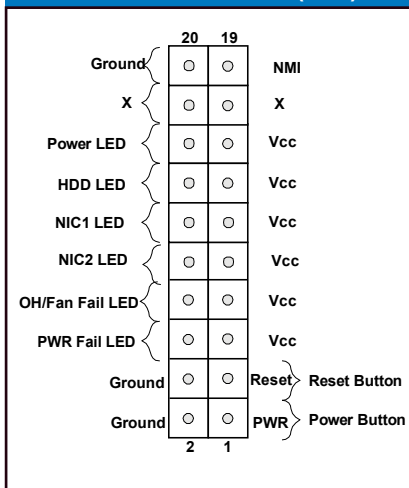 20 19
Ground NMI
X X
Power LED Vcc
HDD LED Vcc
NIC1 LED Vcc
NIC2 LED Vcc
OH/Fan Fail LED Vcc
PWR Fail LED Vcc
Ground Reset Reset Button
Ground PWR Power Button
2 1